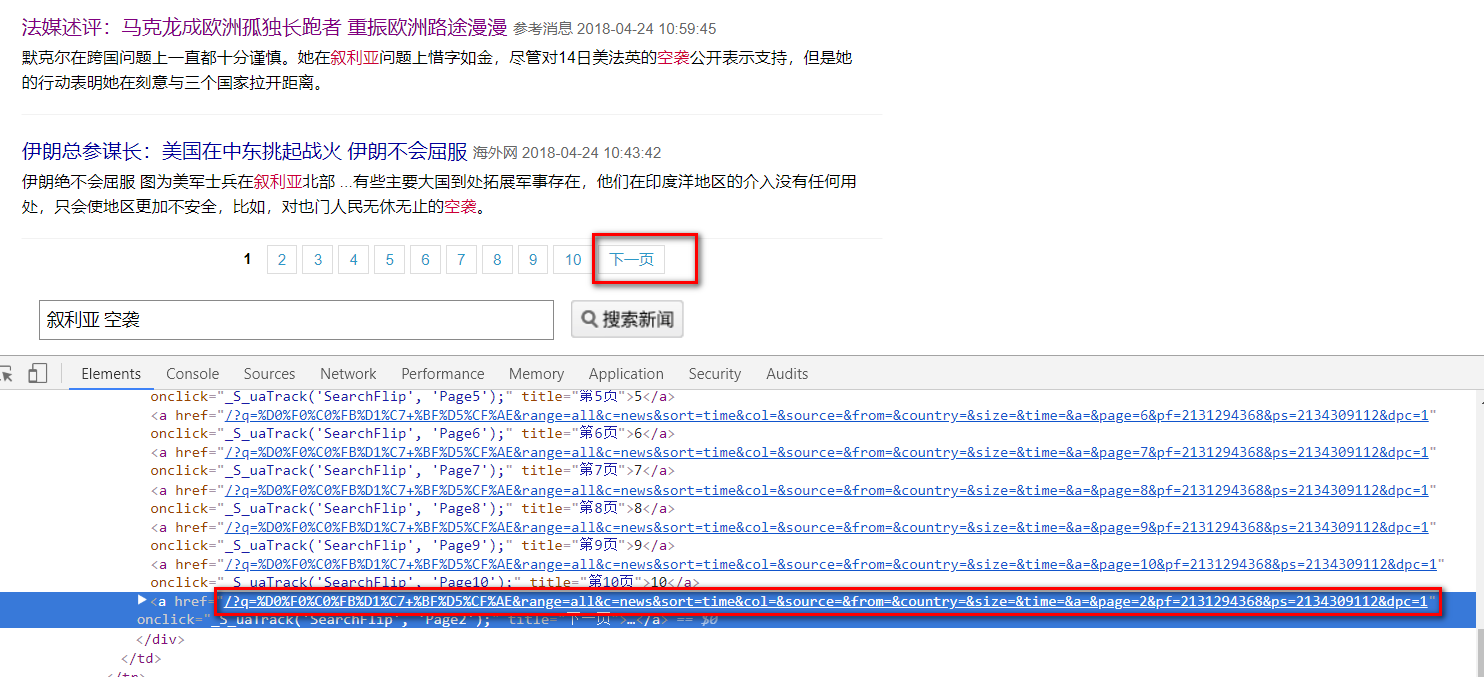 法媒述评：马克龙成欧洲孤独长跑者 重振欧洲路途漫漫 参考消息 2018-04-24 10:59:45
默克尔在跨国问题上一直都十分谨慎。她在叙利亚问题上惜字如金，尽管对14日美法英的空袭公开表示支持，但是她
的行动表明她在刻意与三个国家拉开距离。
伊朗总参谋长：美国在中东挑起战火 伊朗不会屈服 海外网 2018-04-24 10:43:42
伊朗绝不会屈服 图为美军士兵在叙利亚北部 ...有些主要大国到处拓展军事存在，他们在印度洋地区的介入没有任何用
处，只会使地区更加不安全，比如，对也门人民无休无止的空袭。
1 2 3 4 5 6 7 8 9 10 下一页
叙利亚 空袭 搜索新闻
Elements Console Sources Network Performance Memory Application Security Audits
onclick="_S_uaTrack('SearchFlip', 'Page5');" title="第5页">5</a>
<a href="/?q=%D0%F0%C0%FB%D1%C7+%BF%D5%CF%AE&range=all&c=news&sort=time&col=&source=&from=&country=&size=&time=&a=&page=6&pf=2131294368&ps=2134309112&dpc=1"
onclick="_S_uaTrack('SearchFlip', 'Page6');" title="第6页">6</a>
<a href="/?q=%D0%F0%C0%FB%D1%C7+%BF%D5%CF%AE&range=all&c=news&sort=time&col=&source=&from=&country=&size=&time=&a=&page=7&pf=2131294368&ps=2134309112&dpc=1"
onclick="_S_uaTrack('SearchFlip', 'Page7');" title="第7页">7</a>
<a href="/?q=%D0%F0%C0%FB%D1%C7+%BF%D5%CF%AE&range=all&c=news&sort=time&col=&source=&from=&country=&size=&time=&a=&page=8&pf=2131294368&ps=2134309112&dpc=1"
onclick="_S_uaTrack('SearchFlip', 'Page8');" title="第8页">8</a>
<a href="/?q=%D0%F0%C0%FB%D1%C7+%BF%D5%CF%AE&range=all&c=news&sort=time&col=&source=&from=&country=&size=&time=&a=&page=9&pf=2131294368&ps=2134309112&dpc=1"
onclick="_S_uaTrack('SearchFlip', 'Page9');" title="第9页">9</a>
<a href="/?q=%D0%F0%C0%FB%D1%C7+%BF%D5%CF%AE&range=all&c=news&sort=time&col=&source=&from=&country=&size=&time=&a=&page=10&pf=2131294368&ps=2134309112&dpc=1"
onclick="_S_uaTrack('SearchFlip', 'Page10');" title="第10页">10</a>
<a href="/?q=%D0%F0%C0%FB%D1%C7+%BF%D5%CF%AE&range=all&c=news&sort=time&col=&source=&from=&country=&size=&time=&a=&page=2&pf=2131294368&ps=2134309112&dpc=1"
onclick="_S_uaTrack('SearchFlip', 'Page2');" title="下一页">…</a> == $0
</div>
</td>
</tr>